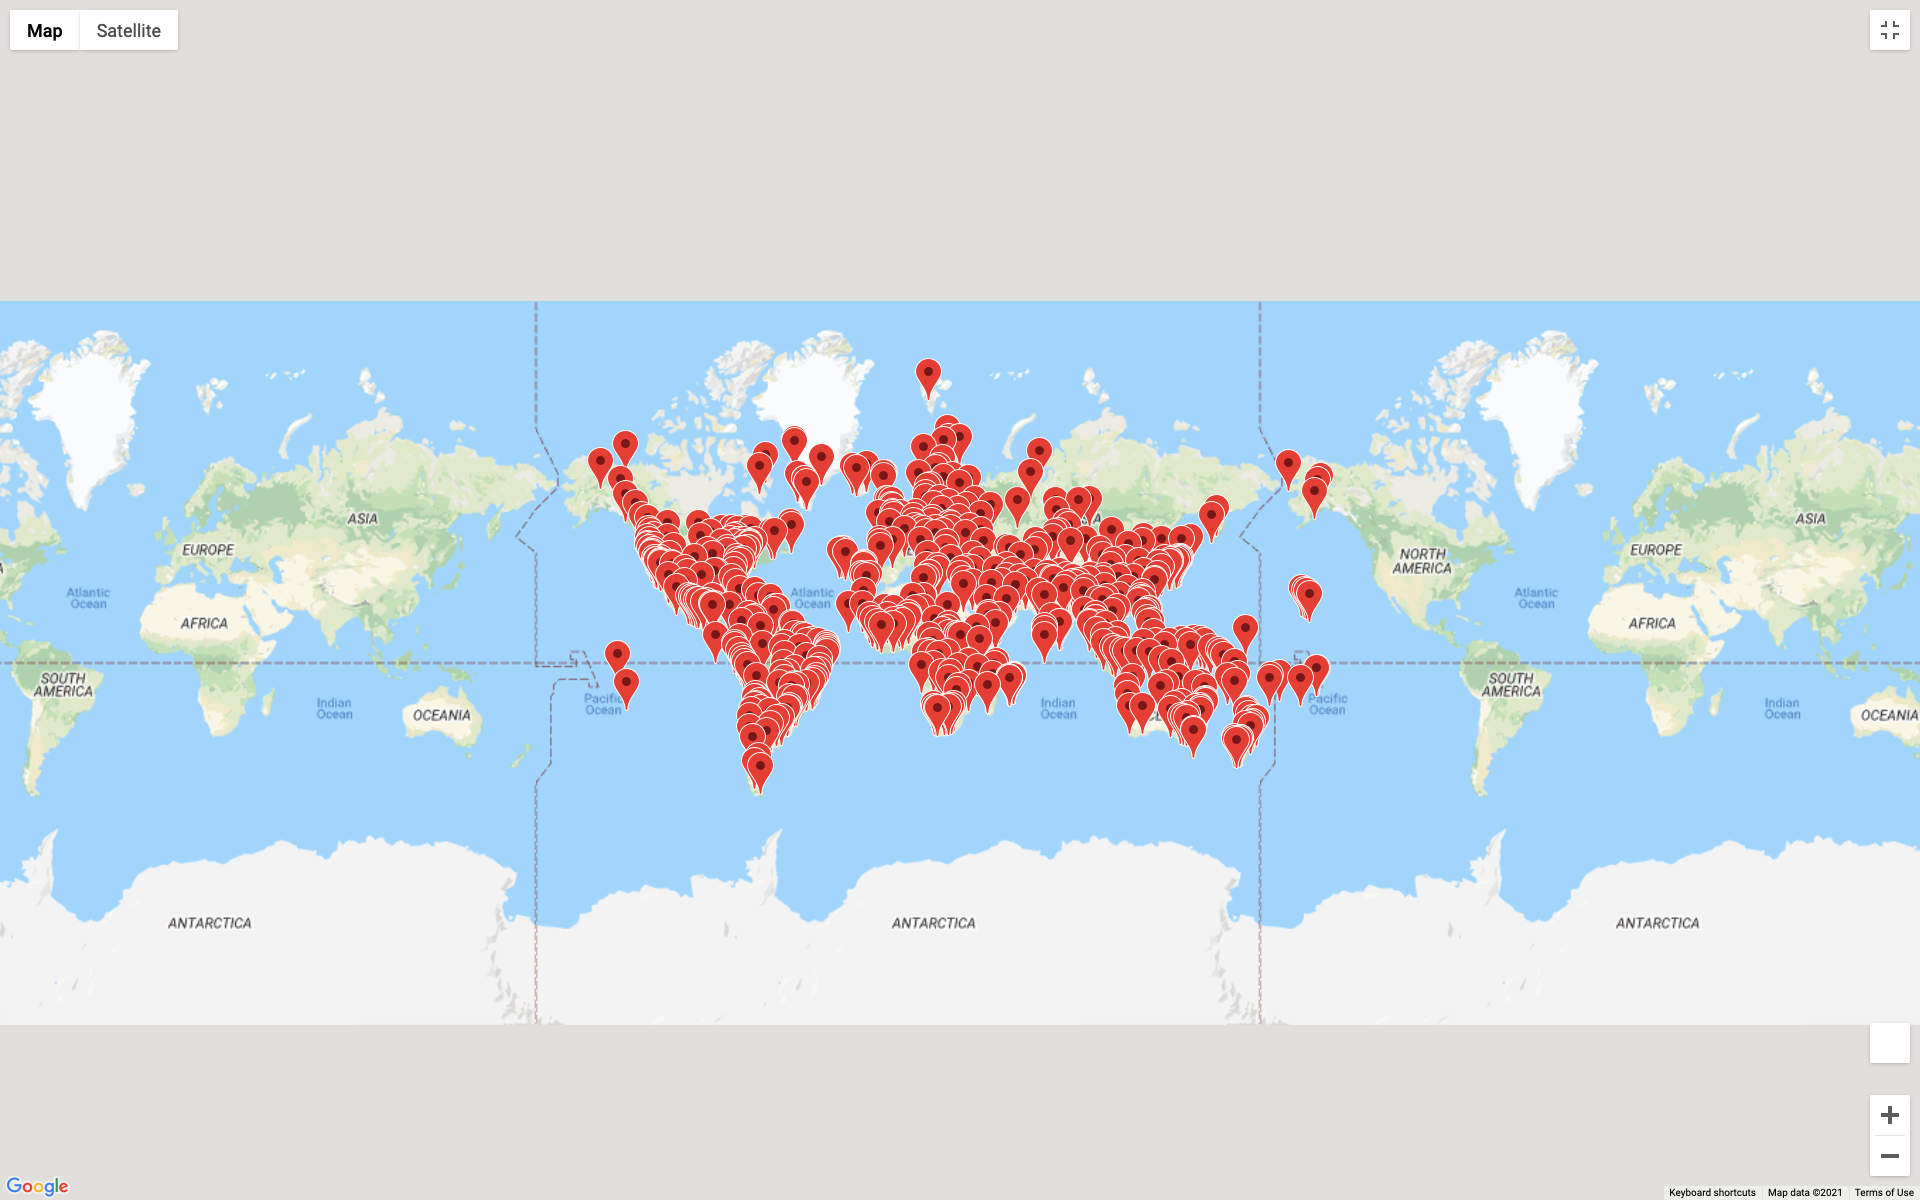 Map Satellite
ASIA
EUROPE
NORTH
AMERICA
ASIA
EUROPE
Atlantic
Ocean
Atlantic
Ocean
Atlantic
Ocean
AFRICA
AFRICA
SOUTH
AMERICA
SOUTH
AMERICA
Indian
Ocean
Pacific
Ocean
Indian
Ocean
Pacific
Ocean
Indian
Ocean
OCEANIA
OCEANIA
ANTARCTICA
ANTARCTICA
ANTARCTICA
Google
Keyboard shortcuts Map data ©2021 Terms of Use